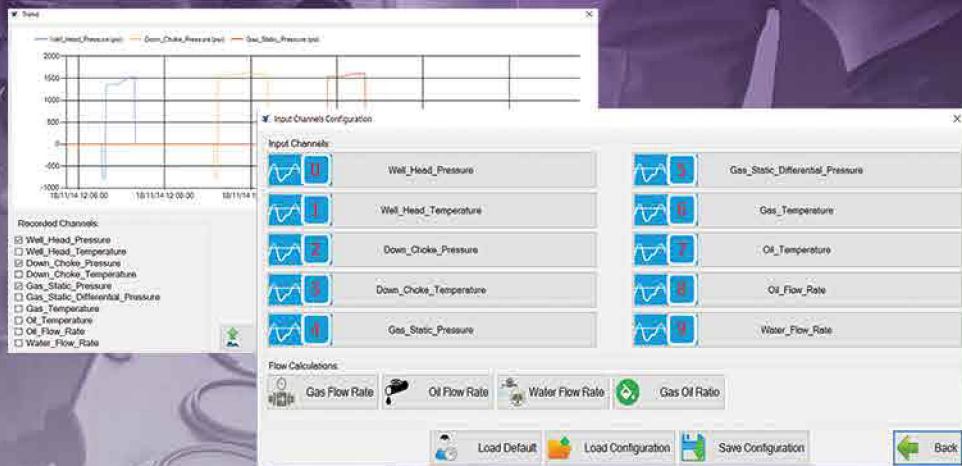 Trend
Well_Head_Pressure (psi) Down_Choke_Pressure (psi) Gas_Static_Pressure (psi)
2000
1500
1000
500
0
-500
-1000
18/11/14 12:06:00 18/11/14 12:08:00 18/11/1
Recorded Channels:
Well_Head_Pressure
Well_Head_Temperature
Down_Choke_Pressure
Down_Choke_Temperature
Gas_Static_Pressure
Gas_Static_Differential_Pressure
Gas_Temperature
Oil_Temperature
Oil_Flow_Rate
Water_Flow_Rate
Input Channels Configuration
Input Channels:
0 Well_Head_Pressure 5 Gas_Static_Differential_Pressure
1 Well_Head_Temperature 6 Gas_Temperature
2 Down_Choke_Pressure 7 Oil_Temperature
3 Down_Choke_Temperature 8 Oil_Flow_Rate
4 Gas_Static_Pressure 9 Water_Flow_Rate
Flow Calculations:
Gas Flow Rate Oil Flow Rate Water Flow Rate Gas Oil Ratio
Load Default Load Configuration Save Configuration Back